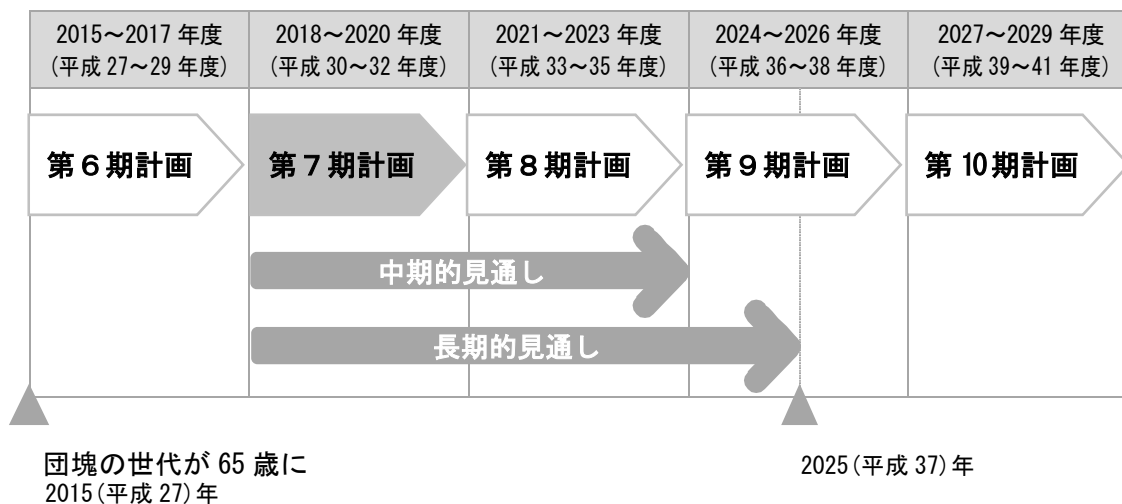 2015～2017 年度
(平成 27～29 年度)
2018～2020 年度
(平成 30～32 年度)
2021～2023 年度
(平成 33～35 年度)
2024～2026 年度
(平成 36～38 年度)
2027～2029 年度
(平成 39～41 年度)
第６期計画
第７期計画
第８期計画
第９期計画
第 10 期計画
中期的見通し
長期的見通し
団塊の世代が 65 歳に
2015(平成 27)年
2025(平成 37)年